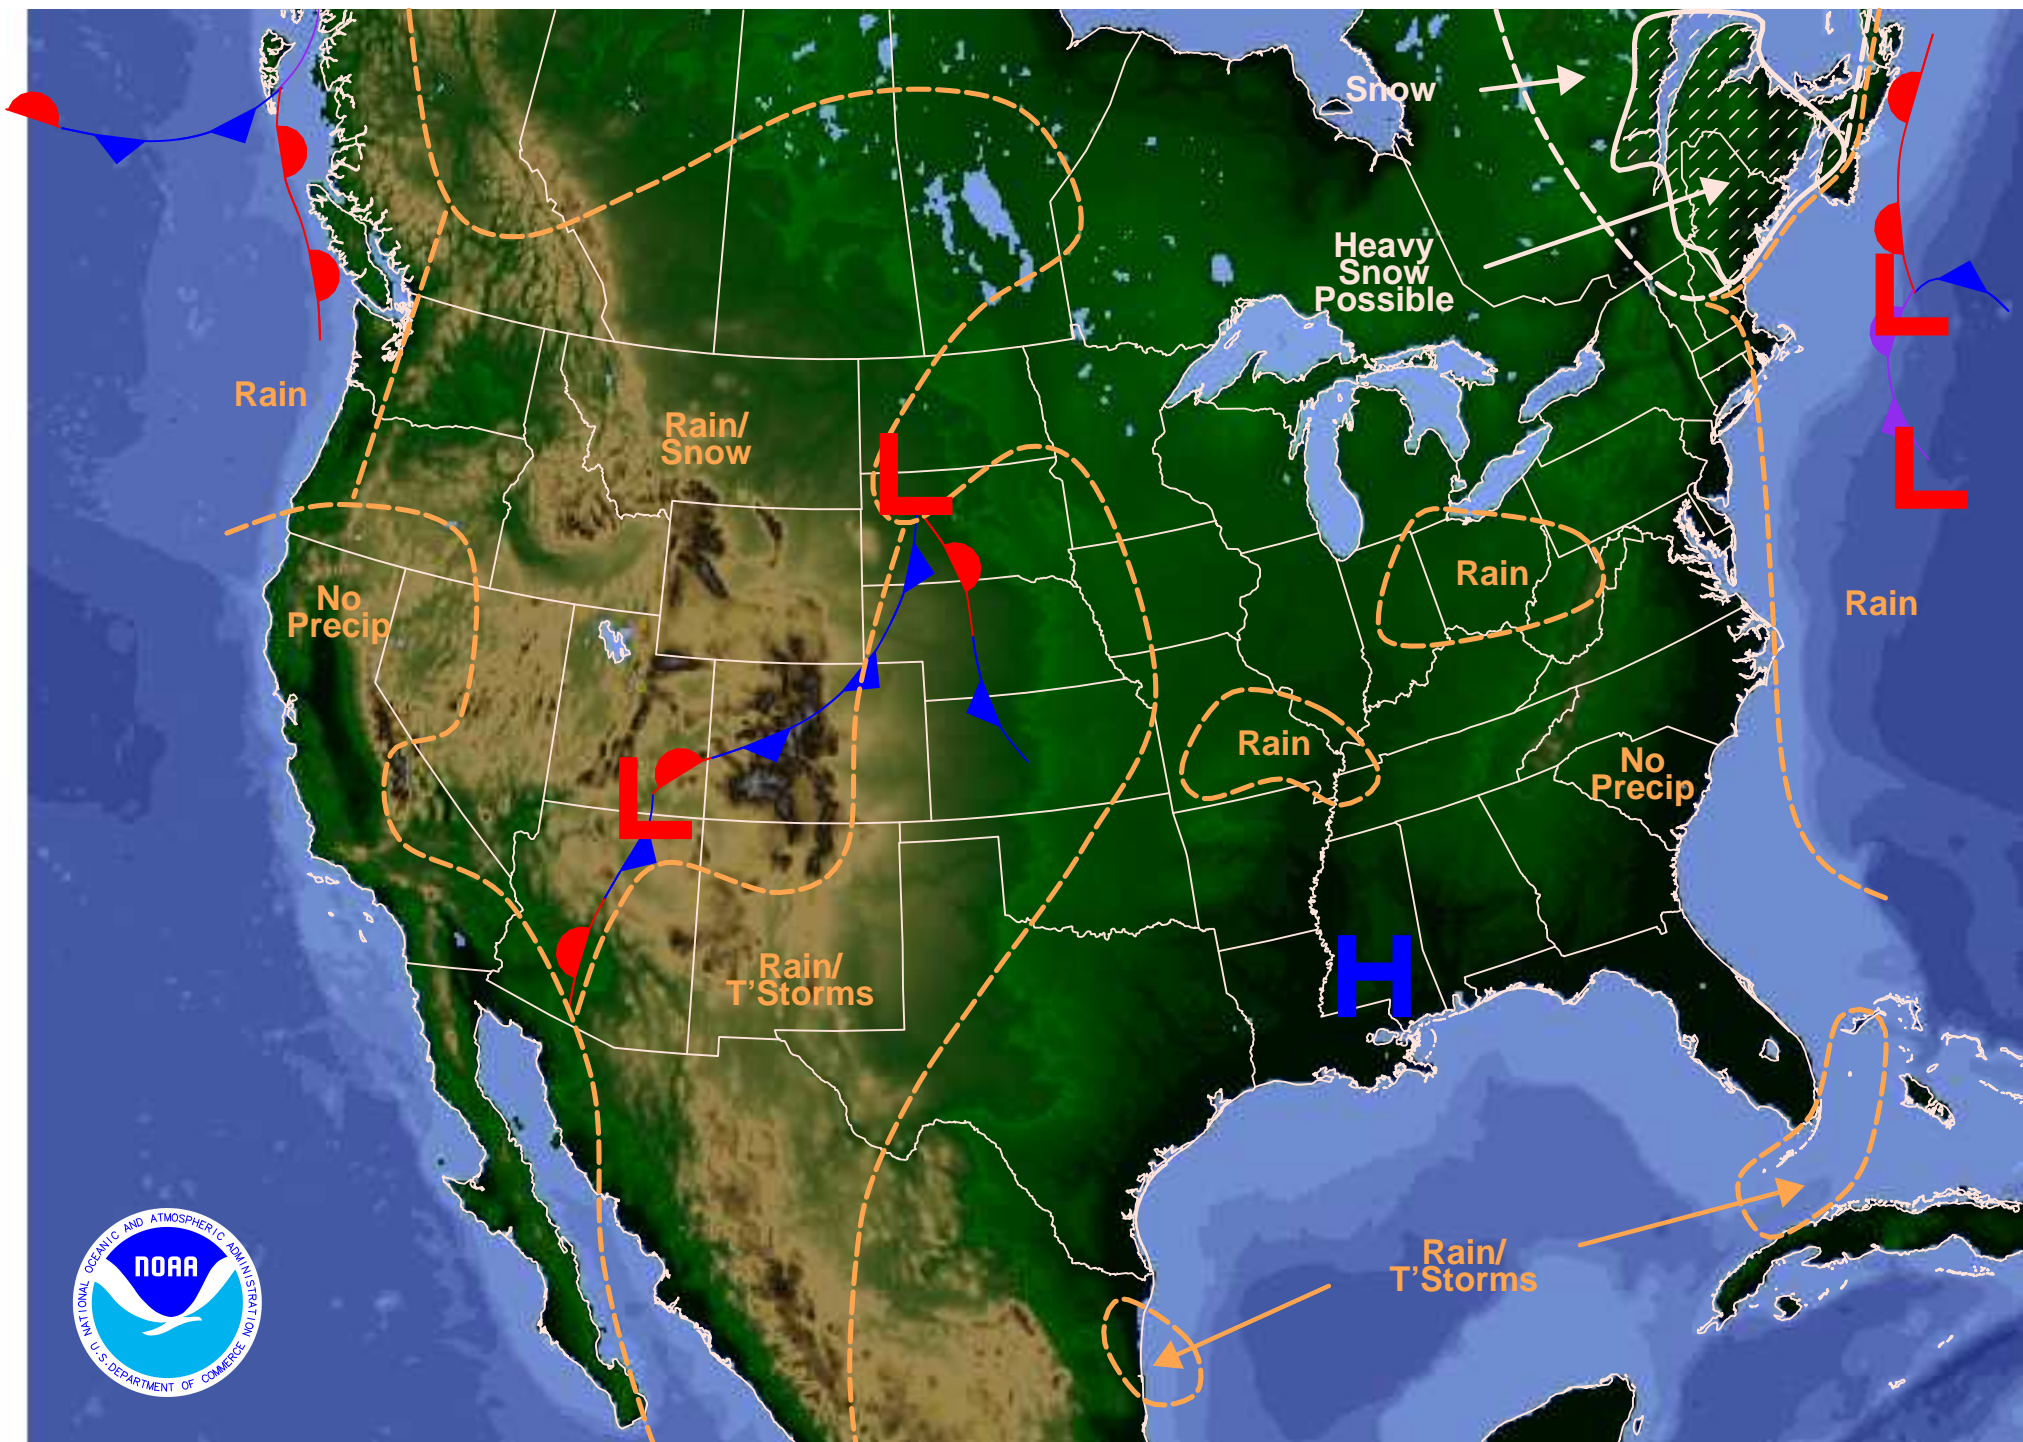 Snow
Heavy
Snow
Possible
Rain
Rain/
Snow
L
L
L
Rain
No
Precip
Rain
Rain
No
Precip
L
Rain/
T'Storms
H
Rain/
T'Storms
NATIONAL OCEANIC AND ATMOSPHERIC ADMINISTRATION
NOAA
U.S. DEPARTMENT OF COMMERCE